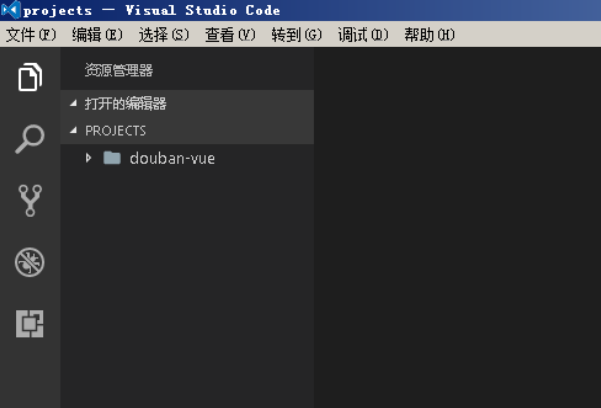 projects — Visual Studio Code
文件(F) 编辑(E) 选择(S) 查看(V) 转到(G) 调试(D) 帮助(H)
资源管理器
打开的编辑器
PROJECTS
douban-vue